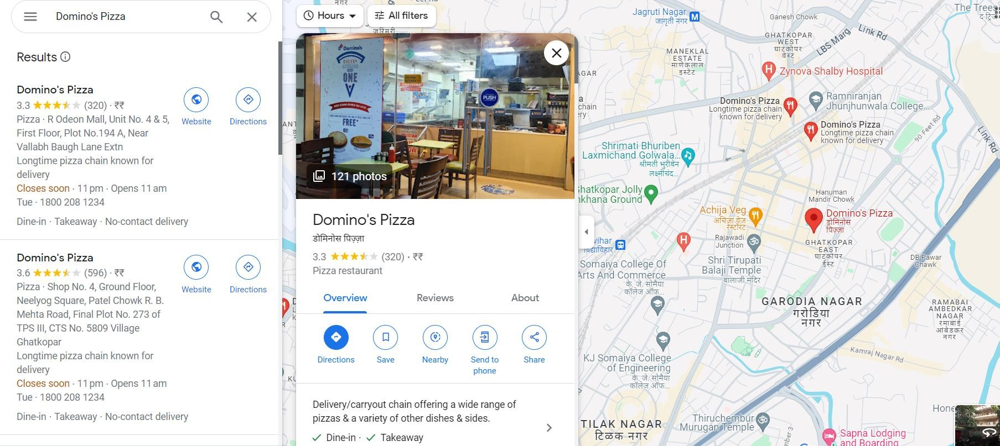 Domino's Pizza
Results
Domino's Pizza
3.3 (320) · ₹₹
Pizza · R Odeon Mall, Unit No. 4 & 5,
First Floor, Plot No.194 A, Near
Vallabh Baugh Lane Extn
Longtime pizza chain known for
delivery
Closes soon · 11 pm · Opens 11 am
Tue · 1800 208 1234
Dine-in · Takeaway · No-contact delivery
Website
Directions
Domino's Pizza
3.6 (596) · ₹₹
Pizza · Shop No. 4, Ground Floor,
Neelyog Square, Patel Chowk R. B.
Mehta Road, Final Plot No. 273 of
TPS III, CTS No. 5809 Village
Ghatkopar
Longtime pizza chain known for
delivery
Closes soon · 11 pm · Opens 11 am
Tue · 1800 208 1234
Dine-in · Takeaway · No-contact delivery
Website
Directions
Hours
All filters
Domino's
ONE
FREE*
PUSH
121 photos
Domino's Pizza
डोमिनोस पिज़्ज़ा
3.3 (320) · ₹₹
Pizza restaurant
Overview
Reviews
About
Directions
Save
Nearby
Send to
phone
Share
Delivery/carryout chain offering a wide range of
pizzas & a variety of other dishes & sides.
Dine-in · Takeaway
नगर
Jagruti Nagar
जागृती नगर
M
Ganesh Chowk
The Trees
Link Rd
LBS Marg
GHATKOPAR
WEST
घाटकोपर
वेस्ट
MANEKLAL
ESTATE
माणेकलाल
इस्टेट
H
Zynova Shalby Hospital
Ramniranjan
Jhunjhunwala College...
Domino's Pizza
Longtime pizza chain
known for delivery
Domino's Pizza
Longtime pizza chain
known for delivery
90 Feet Rd
Link Rd
Shrimati Bhuriben
Laxmichand Golwala...
श्रीमती भुरीबेन
लक्ष्मीचंद...
Ghatkopar Jolly
Ground
Hanuman
Mandir Chowk
Achija Veg
अचिज़ा वेज
रेस्टोरंट
Domino's Pizza
डोमिनोस
पिज़्ज़ा
GHATKOPAR
EAST
घाटकोपर
ईस्ट
Rajawadi
Junction
H
DB Pawar
Chawk
Shri Tirupati
Balaji Temple
बालाजी मंदिर
Somaiya College Of
Arts And Commerce
के. जे. सोमैया
कॉलेज ऑफ...
GARODIA NAGAR
गरोडिया
नगर
RAMABAI
AMBEDKAR
NAGAR
रमाबाई
आंबेडकर
नगर
KJ Somaiya College
of Engineering
के. जे. सोमैया
कॉलेज ऑफ...
Kamraj Nagar Rd
Thiruchembur
Murugan Temple
TILAK NAGAR
टिळक नगर
Sapna Lodging
and Boarding